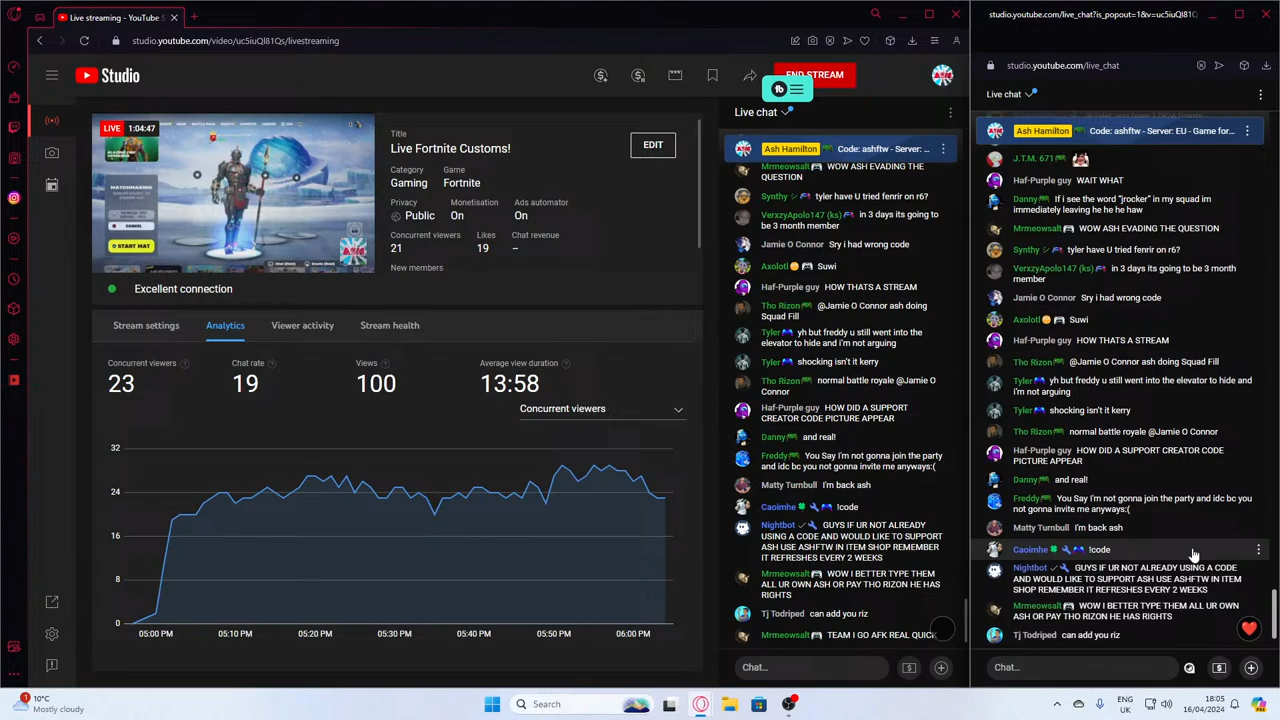 Live streaming - YouTube S
studio.youtube.com/video/uc5iuQl81Qs/livestreaming
Studio
END STREAM
LIVE 1:04:47
MATCHMAKING
CANCEL
Title
Live Fortnite Customs!
EDIT
Category
Game
Gaming
Fortnite
Privacy
Monetisation
Ads automator
Public
On
On
Concurrent viewers
Likes
Chat revenue
21
19
–
New members
Excellent connection
Stream settings
Analytics
Viewer activity
Stream health
Concurrent viewers
Chat rate
Views
Average view duration
23
19
100
13:58
Concurrent viewers
32
24
16
8
0
05:00 PM
05:10 PM
05:20 PM
05:30 PM
05:40 PM
05:50 PM
06:00 PM
Live chat
Ash Hamilton Code: ashftw - Server: ...
Mrmeowsalt WOW ASH EVADING THE
QUESTION
Synthy シ tyler have U tried fenrir on r6?
VerxzyApolo147 (ks) in 3 days its going to
be 3 month member
Jamie O Connor Sry i had wrong code
Axolotl Suwi
Haf-Purple guy HOW THATS A STREAM
Tho Rizon @Jamie O Connor ash doing
Squad Fill
Tyler yh but freddy u still went into the
elevator to hide and i'm not arguing
Tyler shocking isn't it kerry
Tho Rizon normal battle royale @Jamie O
Connor
Haf-Purple guy HOW DID A SUPPORT
CREATOR CODE PICTURE APPEAR
Danny and real!
Freddy You Say I'm not gonna join the party
and idc bc you not gonna invite me anyways:(
Matty Turnbull I'm back ash
Caoimhe !code
Nightbot GUYS IF UR NOT ALREADY
USING A CODE AND WOULD LIKE TO SUPPORT
ASH USE ASHFTW IN ITEM SHOP REMEMBER
IT REFRESHES EVERY 2 WEEKS
Mrmeowsalt WOW I BETTER TYPE THEM
ALL UR OWN ASH OR PAY THO RIZON HE HAS
RIGHTS
Tj Todriped can add you riz
Mrmeowsalt TEAM I GO AFK REAL QUICK
Chat...
studio.youtube.com/live_chat?is_popout=1&v=uc5iuQl81Q
studio.youtube.com/live_chat
Live chat
Ash Hamilton Code: ashftw - Server: EU - Game for...
J.T.M. 671
Haf-Purple guy WAIT WHAT
Danny If i see the word "jrocker" in my squad im
immediately leaving he he he haw
Mrmeowsalt WOW ASH EVADING THE QUESTION
Synthy シ tyler have U tried fenrir on r6?
VerxzyApolo147 (ks) in 3 days its going to be 3 month
member
Jamie O Connor Sry i had wrong code
Axolotl Suwi
Haf-Purple guy HOW THATS A STREAM
Tho Rizon @Jamie O Connor ash doing Squad Fill
Tyler yh but freddy u still went into the elevator to hide and
i'm not arguing
Tyler shocking isn't it kerry
Tho Rizon normal battle royale @Jamie O Connor
Haf-Purple guy HOW DID A SUPPORT CREATOR CODE
PICTURE APPEAR
Danny and real!
Freddy You Say I'm not gonna join the party and idc bc you
not gonna invite me anyways:(
Matty Turnbull I'm back ash
Caoimhe !code
Nightbot GUYS IF UR NOT ALREADY USING A CODE
AND WOULD LIKE TO SUPPORT ASH USE ASHFTW IN ITEM
SHOP REMEMBER IT REFRESHES EVERY 2 WEEKS
Mrmeowsalt WOW I BETTER TYPE THEM ALL UR OWN
ASH OR PAY THO RIZON HE HAS RIGHTS
Tj Todriped can add you riz
Chat...
1
10°C
Mostly cloudy
Search
ENG
UK
18:05
16/04/2024